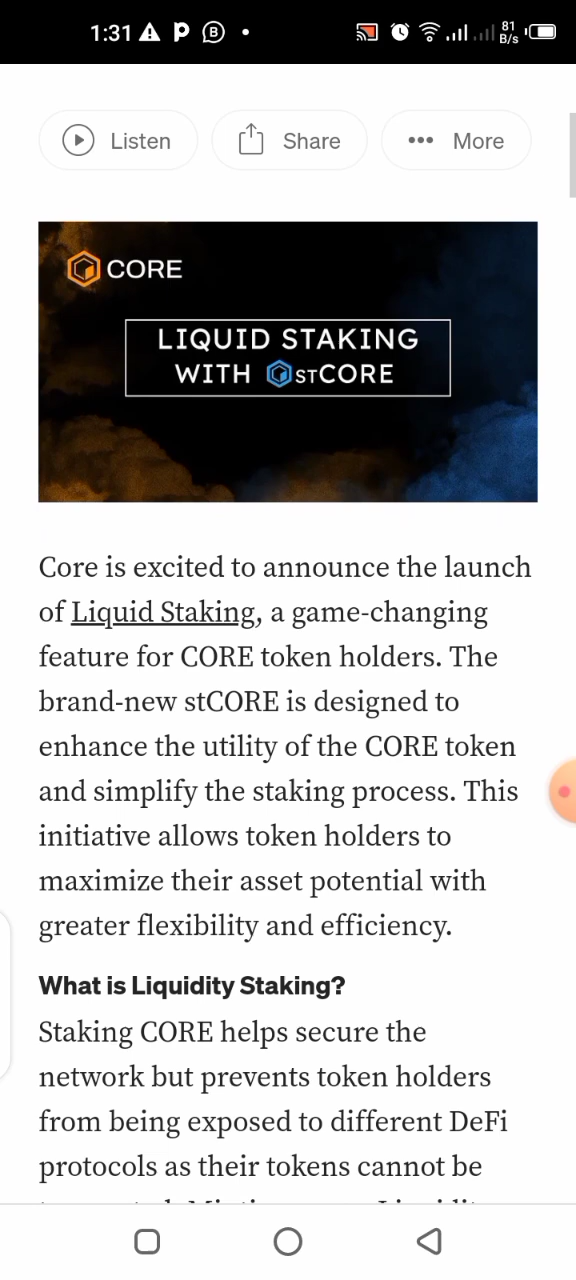 1:31
81
B/s
Listen
Share
More
CORE
LIQUID STAKING
WITH stCORE
Core is excited to announce the launch
of Liquid Staking, a game-changing
feature for CORE token holders. The
brand-new stCORE is designed to
enhance the utility of the CORE token
and simplify the staking process. This
initiative allows token holders to
maximize their asset potential with
greater flexibility and efficiency.
What is Liquidity Staking?
Staking CORE helps secure the
network but prevents token holders
from being exposed to different DeFi
protocols as their tokens cannot be